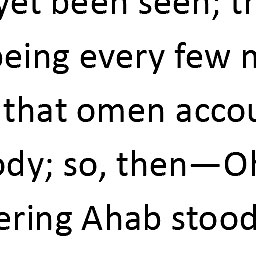 yet been seen; th
being every few m
that omen accou
ody; so, then—Oh
ering Ahab stood